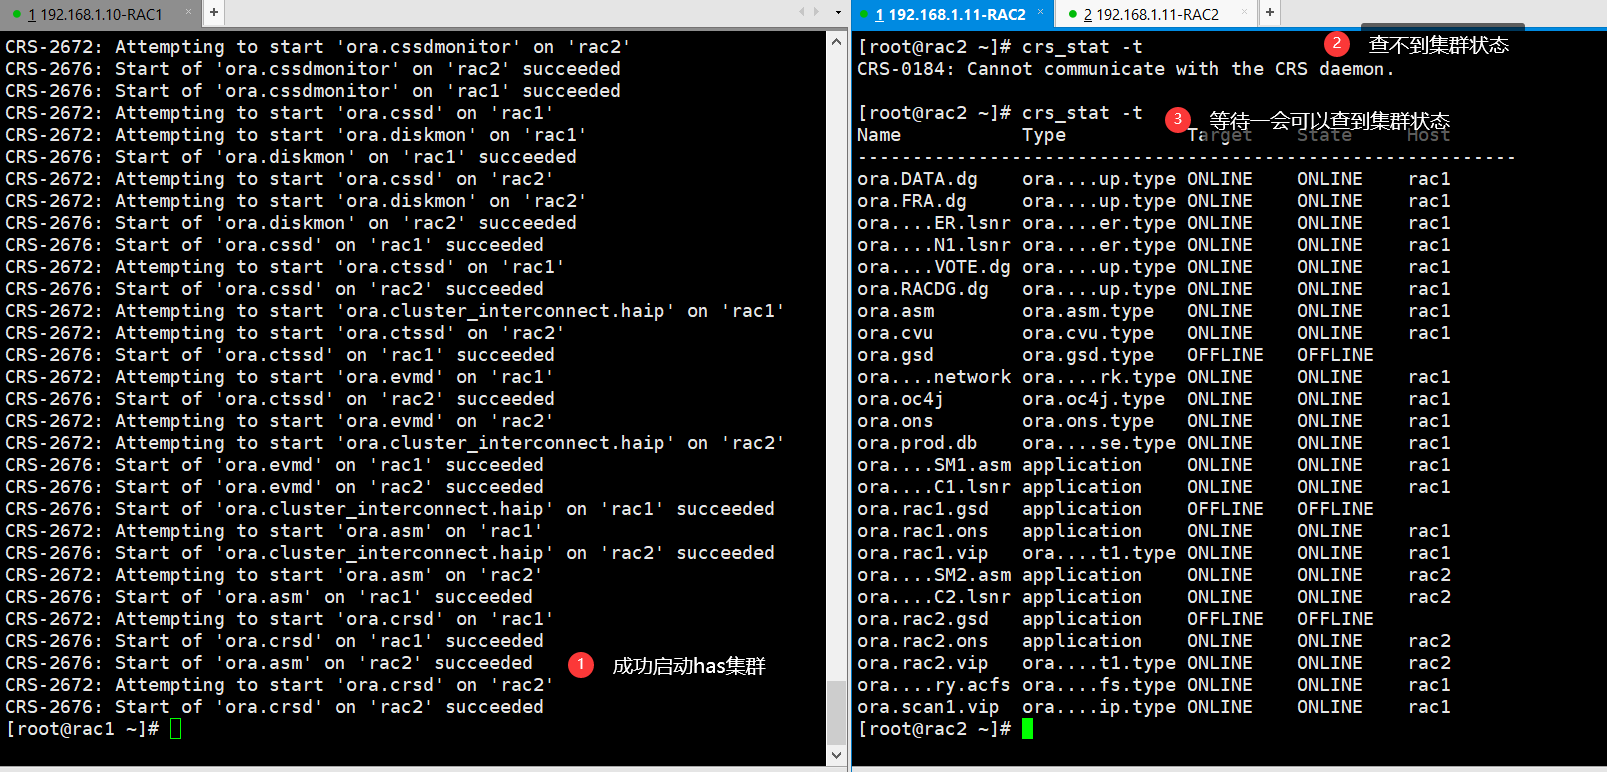 1 192.168.1.10-RAC1
CRS-2672: Attempting to start 'ora.cssdmonitor' on 'rac2'
CRS-2676: Start of 'ora.cssdmonitor' on 'rac2' succeeded
CRS-2676: Start of 'ora.cssdmonitor' on 'rac1' succeeded
CRS-2672: Attempting to start 'ora.cssd' on 'rac1'
CRS-2672: Attempting to start 'ora.diskmon' on 'rac1'
CRS-2676: Start of 'ora.diskmon' on 'rac1' succeeded
CRS-2672: Attempting to start 'ora.cssd' on 'rac2'
CRS-2672: Attempting to start 'ora.diskmon' on 'rac2'
CRS-2676: Start of 'ora.diskmon' on 'rac2' succeeded
CRS-2676: Start of 'ora.cssd' on 'rac1' succeeded
CRS-2672: Attempting to start 'ora.ctssd' on 'rac1'
CRS-2676: Start of 'ora.cssd' on 'rac2' succeeded
CRS-2672: Attempting to start 'ora.cluster_interconnect.haip' on 'rac1'
CRS-2672: Attempting to start 'ora.ctssd' on 'rac2'
CRS-2676: Start of 'ora.ctssd' on 'rac1' succeeded
CRS-2672: Attempting to start 'ora.evmd' on 'rac1'
CRS-2676: Start of 'ora.ctssd' on 'rac2' succeeded
CRS-2672: Attempting to start 'ora.evmd' on 'rac2'
CRS-2672: Attempting to start 'ora.cluster_interconnect.haip' on 'rac2'
CRS-2676: Start of 'ora.evmd' on 'rac1' succeeded
CRS-2676: Start of 'ora.evmd' on 'rac2' succeeded
CRS-2676: Start of 'ora.cluster_interconnect.haip' on 'rac1' succeeded
CRS-2672: Attempting to start 'ora.asm' on 'rac1'
CRS-2676: Start of 'ora.cluster_interconnect.haip' on 'rac2' succeeded
CRS-2672: Attempting to start 'ora.asm' on 'rac2'
CRS-2676: Start of 'ora.asm' on 'rac1' succeeded
CRS-2672: Attempting to start 'ora.crsd' on 'rac1'
CRS-2676: Start of 'ora.crsd' on 'rac1' succeeded
CRS-2676: Start of 'ora.asm' on 'rac2' succeeded
1 成功启动has集群
CRS-2672: Attempting to start 'ora.crsd' on 'rac2'
CRS-2676: Start of 'ora.crsd' on 'rac2' succeeded
[root@rac1 ~]#
1 192.168.1.11-RAC2
2 192.168.1.11-RAC2
[root@rac2 ~]# crs_stat -t
2 查不到集群状态
CRS-0184: Cannot communicate with the CRS daemon.
[root@rac2 ~]# crs_stat -t
3 等待一会可以查到集群状态
Name Type Target State Host
------------------------------------------------------------
ora.DATA.dg ora....up.type ONLINE ONLINE rac1
ora.FRA.dg ora....up.type ONLINE ONLINE rac1
ora....ER.lsnr ora....er.type ONLINE ONLINE rac1
ora....N1.lsnr ora....er.type ONLINE ONLINE rac1
ora....VOTE.dg ora....up.type ONLINE ONLINE rac1
ora.RACDG.dg ora....up.type ONLINE ONLINE rac1
ora.asm ora.asm.type ONLINE ONLINE rac1
ora.cvu ora.cvu.type ONLINE ONLINE rac1
ora.gsd ora.gsd.type OFFLINE OFFLINE
ora....network ora....rk.type ONLINE ONLINE rac1
ora.oc4j ora.oc4j.type ONLINE ONLINE rac1
ora.ons ora.ons.type ONLINE ONLINE rac1
ora.prod.db ora....se.type ONLINE ONLINE rac1
ora....SM1.asm application ONLINE ONLINE rac1
ora....C1.lsnr application ONLINE ONLINE rac1
ora.rac1.gsd application OFFLINE OFFLINE
ora.rac1.ons application ONLINE ONLINE rac1
ora.rac1.vip ora....t1.type ONLINE ONLINE rac1
ora....SM2.asm application ONLINE ONLINE rac2
ora....C2.lsnr application ONLINE ONLINE rac2
ora.rac2.gsd application OFFLINE OFFLINE
ora.rac2.ons application ONLINE ONLINE rac2
ora.rac2.vip ora....t1.type ONLINE ONLINE rac2
ora....ry.acfs ora....fs.type ONLINE ONLINE rac1
ora.scan1.vip ora....ip.type ONLINE ONLINE rac1
[root@rac2 ~]#